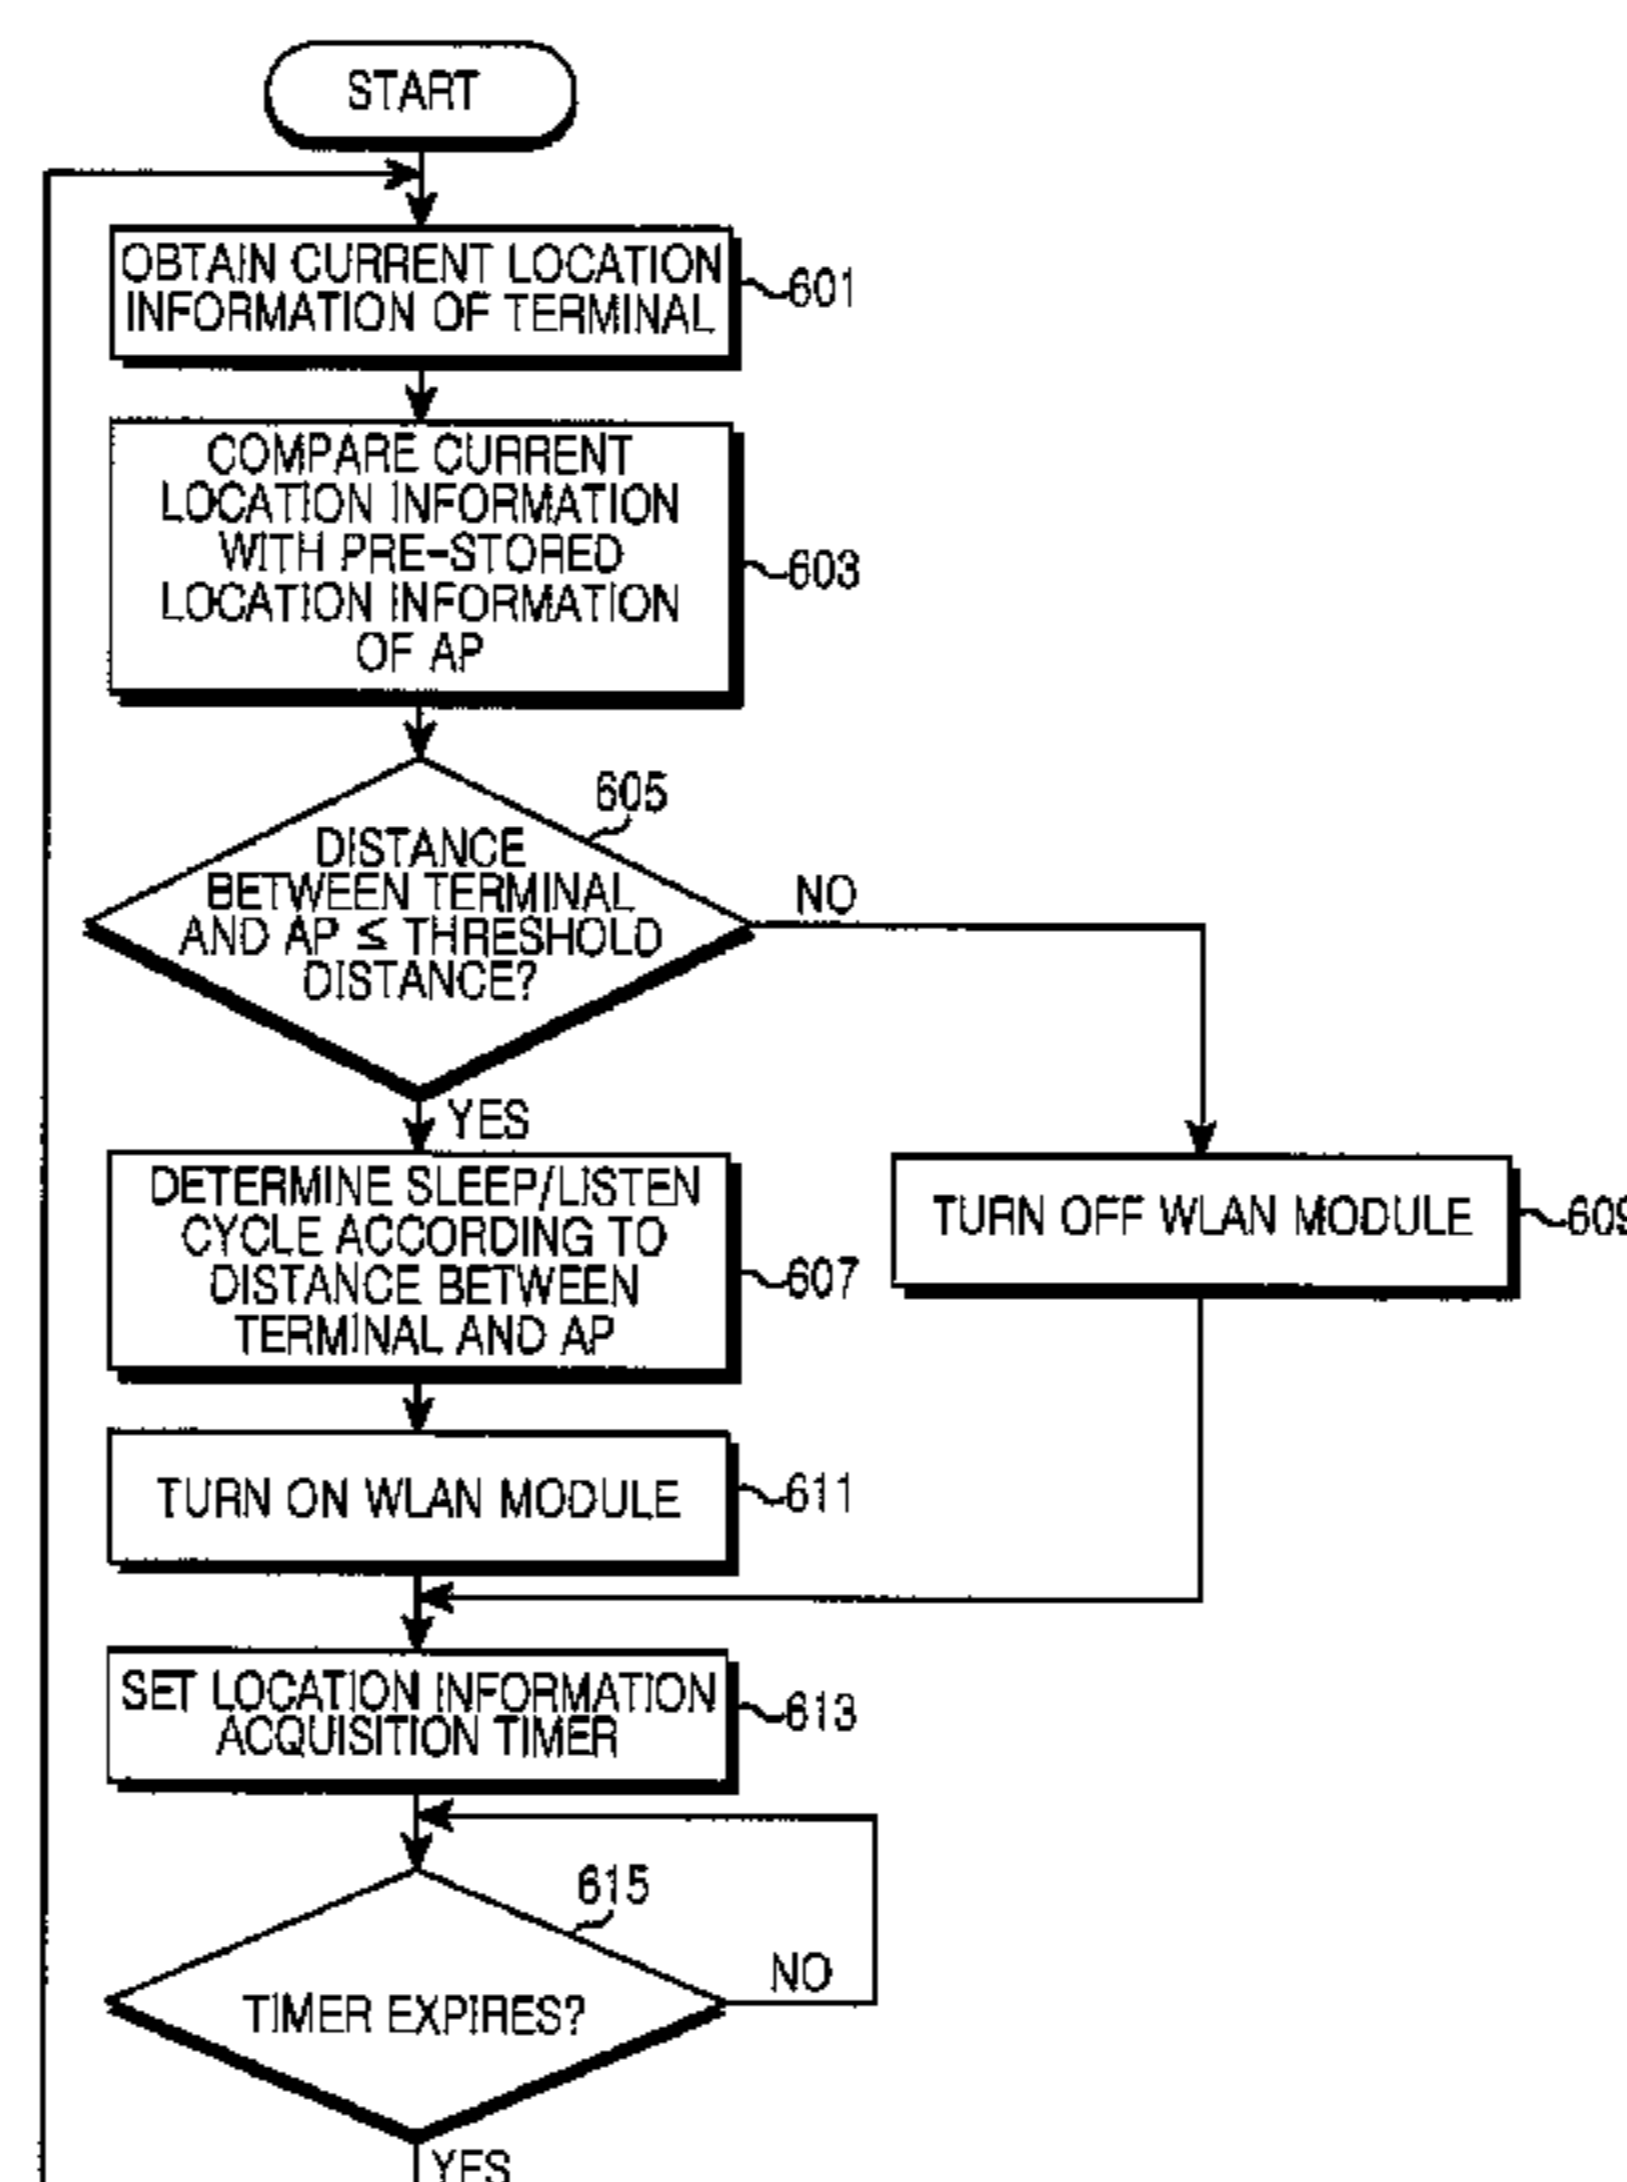 START
OBTAIN CURRENT LOCATION
INFORMATION OF TERMINAL
601
COMPARE CURRENT
LOCATION INFORMATION
WITH PRE-STORED
LOCATION INFORMATION
OF AP
603
605
DISTANCE
BETWEEN TERMINAL
AND AP ≤ THRESHOLD
DISTANCE?
NO
YES
DETERMINE SLEEP/LISTEN
CYCLE ACCORDING TO
DISTANCE BETWEEN
TERMINAL AND AP
607
TURN OFF WLAN MODULE
609
TURN ON WLAN MODULE
611
SET LOCATION INFORMATION
ACQUISITION TIMER
613
615
TIMER EXPIRES?
NO
YES